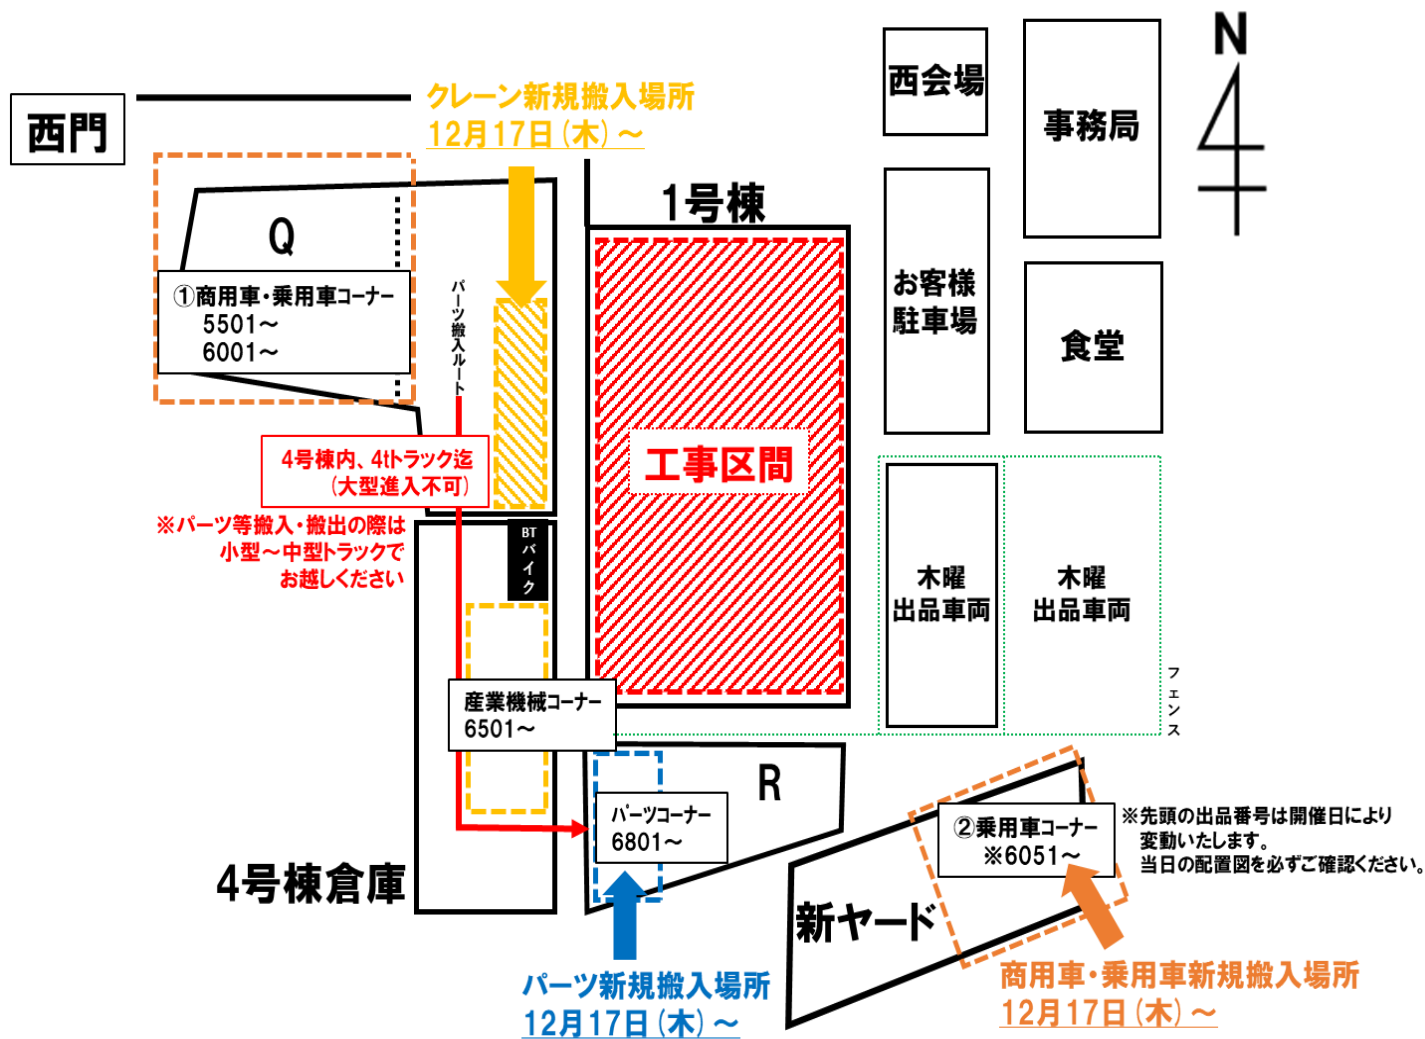 N
西会場
事務局
西門
クレーン新規搬入場所
12月17日(木)～
1号棟
Q
①商用車・乗用車コーナー
5501～
6001～
パーツ搬入ルート
お客様
駐車場
食堂
工事区間
4号棟内、4tトラック迄
(大型進入不可)
※パーツ等搬入・搬出の際は
小型～中型トラックで
お越しください
BT
バイク
木曜
出品車両
木曜
出品車両
フェンス
産業機械コーナー
6501～
R
パーツコーナー
6801～
②乗用車コーナー
※6051～
※先頭の出品番号は開催日により
変動いたします。
当日の配置図を必ずご確認ください。
4号棟倉庫
新ヤード
パーツ新規搬入場所
12月17日(木)～
商用車・乗用車新規搬入場所
12月17日(木)～